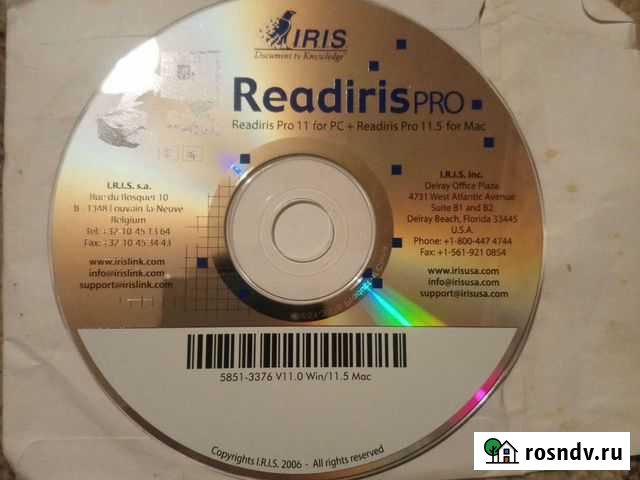 IRIS
Document to Knowledge
Readiris PRO
Readiris Pro 11 for PC + Readiris Pro 11.5 for Mac
I.R.I.S. s.a.
Rue du Bosquet 10
B 1348 Louvain-la-Neuve
Belgium
Tel: +32 10 45 13 64
Fax: +32 10 45 34 43
www.irislink.com
info@irislink.com
support@irislink.com
I.R.I.S. Inc.
Delray Office Plaza
4731 West Atlantic Avenue
Suite B1 and B2
Delray Beach, Florida 33445
U.S.A.
Phone: +1-800-447 4744
Fax: +1-561-921 0854
www.irisusa.com
info@irisusa.com
support@irisusa.com
5851-3376 V11.0 Win/11.5 Mac
Copyrights I.R.I.S. 2006 - All rights reserved
rosndv.ru